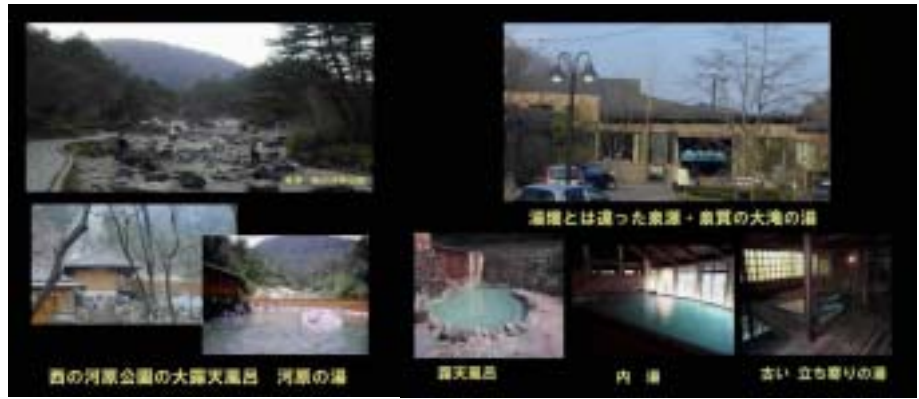 西の河原公園の大露天風呂 河原の湯
湯畑とは違った泉源・泉質の大滝の湯
露天風呂
内 湯
古い 立ち寄りの湯